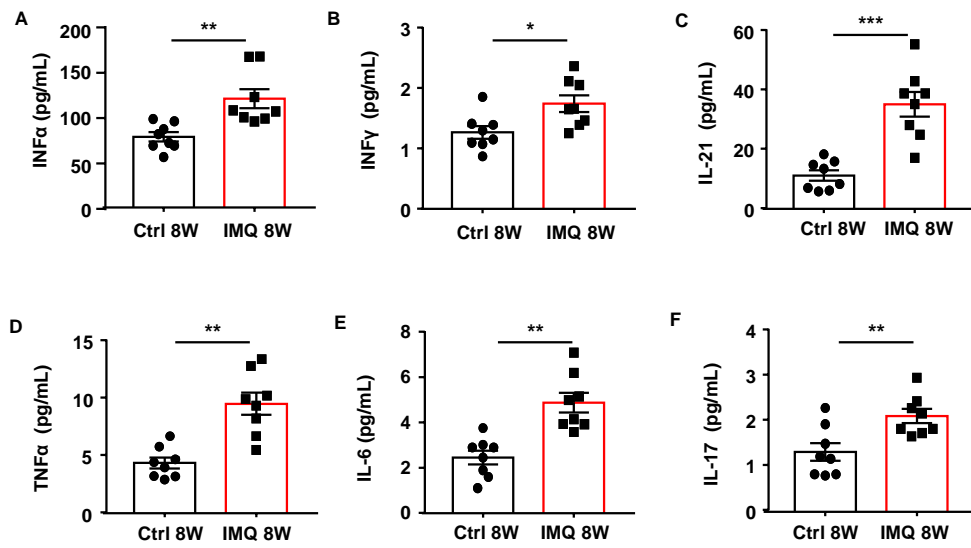 A
INFα (pg/mL)
200
150
100
50
0
**
Ctrl 8W IMQ 8W
B
INFγ (pg/mL)
3
2
1
0
*
Ctrl 8W IMQ 8W
C
IL-21 (pg/mL)
60
40
20
0
***
Ctrl 8W IMQ 8W
D
TNFα (pg/mL)
15
10
5
0
**
Ctrl 8W IMQ 8W
E
IL-6 (pg/mL)
8
6
4
2
0
**
Ctrl 8W IMQ 8W
F
IL-17 (pg/mL)
4
3
2
1
0
**
Ctrl 8W IMQ 8W